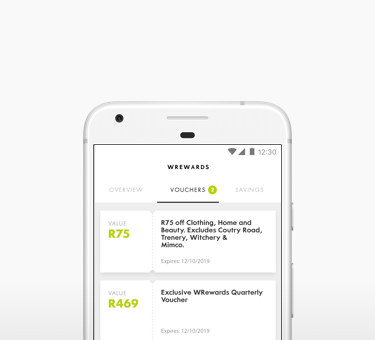 12:30
WREWARDS
OVERVIEW
VOUCHERS
SAVINGS
VALUE
R75
R75 off Clothing, Home and
Beauty. Excludes Coutry Road,
Trenery, Witchery &
Mimco.
Expires: 12/10/2019
VALUE
R469
Exclusive WRewards Quarterly
Voucher
Expires: 12/10/2019